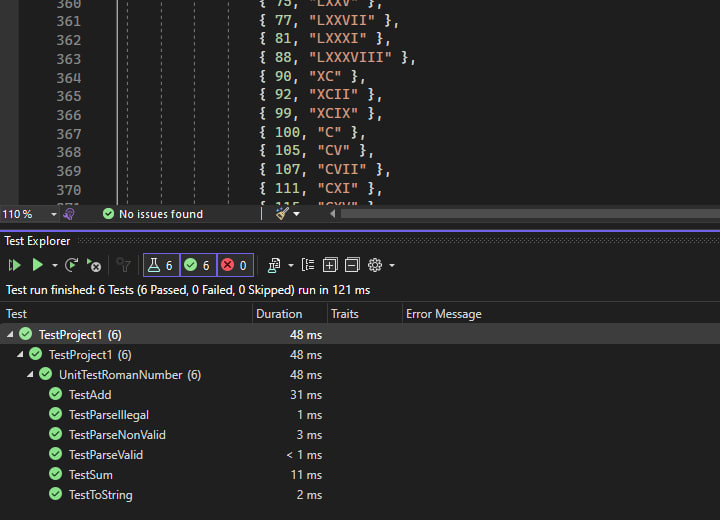 360 { 75, "LXXV" },
361 { 77, "LXXVII" },
362 { 81, "LXXXI" },
363 { 88, "LXXXVIII" },
364 { 90, "XC" },
365 { 92, "XCII" },
366 { 99, "XCIX" },
367 { 100, "C" },
368 { 105, "CV" },
369 { 107, "CVII" },
370 { 111, "CXI" },
371 { 115, "CXV" },
110 % No issues found
Test Explorer
6 6 0
Test run finished: 6 Tests (6 Passed, 0 Failed, 0 Skipped) run in 121 ms
Test Duration Traits Error Message
TestProject1 (6) 48 ms
TestProject1 (6) 48 ms
UnitTestRomanNumber (6) 48 ms
TestAdd 31 ms
TestParseIllegal 1 ms
TestParseNonValid 3 ms
TestParseValid < 1 ms
TestSum 11 ms
TestToString 2 ms